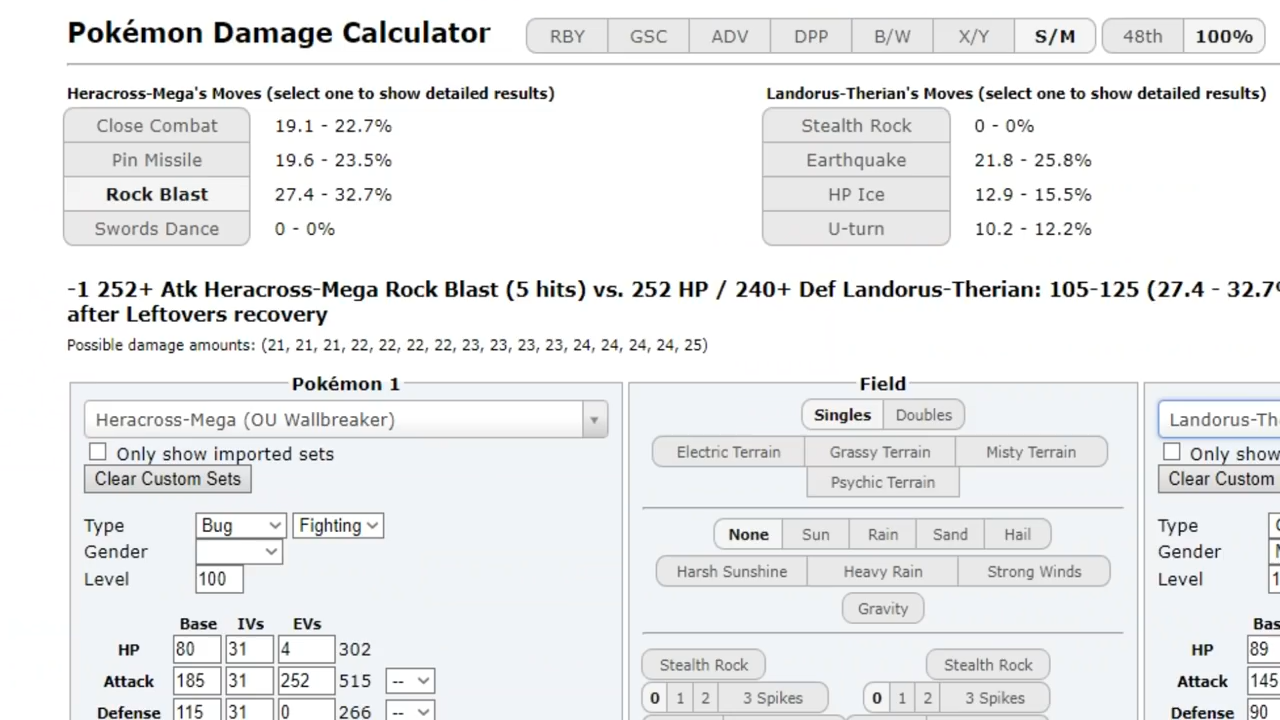 Pokémon Damage Calculator RBY GSC ADV DPP B/W X/Y S/M 48th 100%
Heracross-Mega's Moves (select one to show detailed results) Landorus-Therian's Moves (select one to show detailed results)
Close Combat 19.1 - 22.7% Stealth Rock 0 - 0%
Pin Missile 19.6 - 23.5% Earthquake 21.8 - 25.8%
Rock Blast 27.4 - 32.7% HP Ice 12.9 - 15.5%
Swords Dance 0 - 0% U-turn 10.2 - 12.2%
-1 252+ Atk Heracross-Mega Rock Blast (5 hits) vs. 252 HP / 240+ Def Landorus-Therian: 105-125 (27.4 - 32.7%
after Leftovers recovery
Possible damage amounts: (21, 21, 21, 22, 22, 22, 22, 23, 23, 23, 23, 24, 24, 24, 24, 25)
Pokémon 1 Field
Heracross-Mega (OU Wallbreaker) Singles Doubles Landorus-Th
Only show imported sets Electric Terrain Grassy Terrain Misty Terrain Only show
Clear Custom Sets Psychic Terrain Clear Custom
Type Bug Fighting None Sun Rain Sand Hail Type
Gender Harsh Sunshine Heavy Rain Strong Winds Gender
Level 100 Gravity Level 1
Base IVs EVs Bas
HP 80 31 4 302 Stealth Rock Stealth Rock HP 89
Attack 185 31 252 515 -- 0 1 2 3 Spikes 0 1 2 3 Spikes Attack 145
Defense 115 31 0 266 -- Defense 90